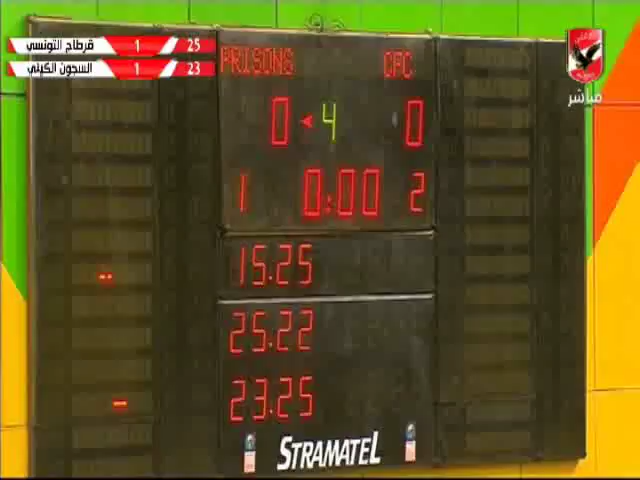 قرطاج التونسي 1 25
السجون الكيني 1 23
مباشر
PRISONS OFC
0 4 0
1 0:00 2
15.25
25.22
23.25
STRAMATEL